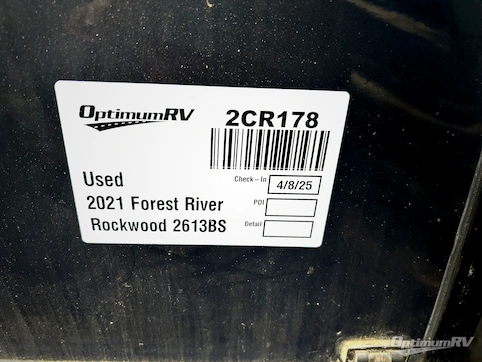 OptimumRV
2CR178
Used
Check-In 4/8/25
2021 Forest River
PDI
Rockwood 2613BS
Detail
OptimumRV